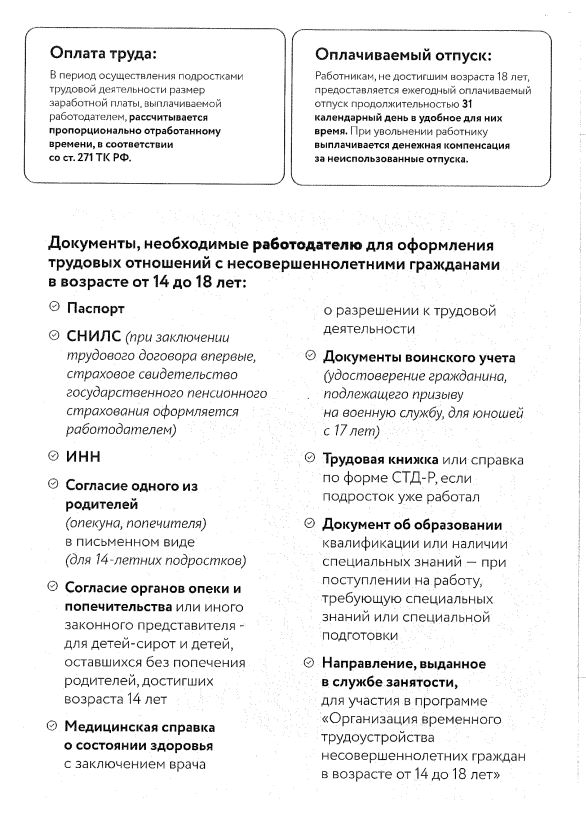 Оплата труда:
В период осуществления подростками
трудовой деятельности размер
заработной платы, выплачиваемой
работодателем, рассчитывается
пропорционально отработанному
времени, в соответствии
со ст. 271 ТК РФ.
Оплачиваемый отпуск:
Работникам, не достигшим возраста 18 лет,
предоставляется ежегодный оплачиваемый
отпуск продолжительностью 31
календарный день в удобное для них
время. При увольнении работнику
выплачивается денежная компенсация
за неиспользованные отпуска.
Документы, необходимые работодателю для оформления
трудовых отношений с несовершеннолетними гражданами
в возрасте от 14 до 18 лет:
Паспорт
СНИЛС (при заключении
трудового договора впервые,
страховое свидетельство
государственного пенсионного
страхования оформляется
работодателем)
ИНН
Согласие одного из
родителей
(опекуна, попечителя)
в письменном виде
(для 14-летних подростков)
Согласие органов опеки и
попечительства или иного
законного представителя -
для детей-сирот и детей,
оставшихся без попечения
родителей, достигших
возраста 14 лет
Медицинская справка
о состоянии здоровья
с заключением врача
о разрешении к трудовой
деятельности
Документы воинского учета
(удостоверение гражданина,
подлежащего призыву
на военную службу, для юношей
с 17 лет)
Трудовая книжка или справка
по форме СТД-Р, если
подросток уже работал
Документ об образовании
квалификации или наличии
специальных знаний — при
поступлении на работу,
требующую специальных
знаний или специальной
подготовки
Направление, выданное
в службе занятости,
для участия в программе
«Организация временного
трудоустройства
несовершеннолетних граждан
в возрасте от 14 до 18 лет»